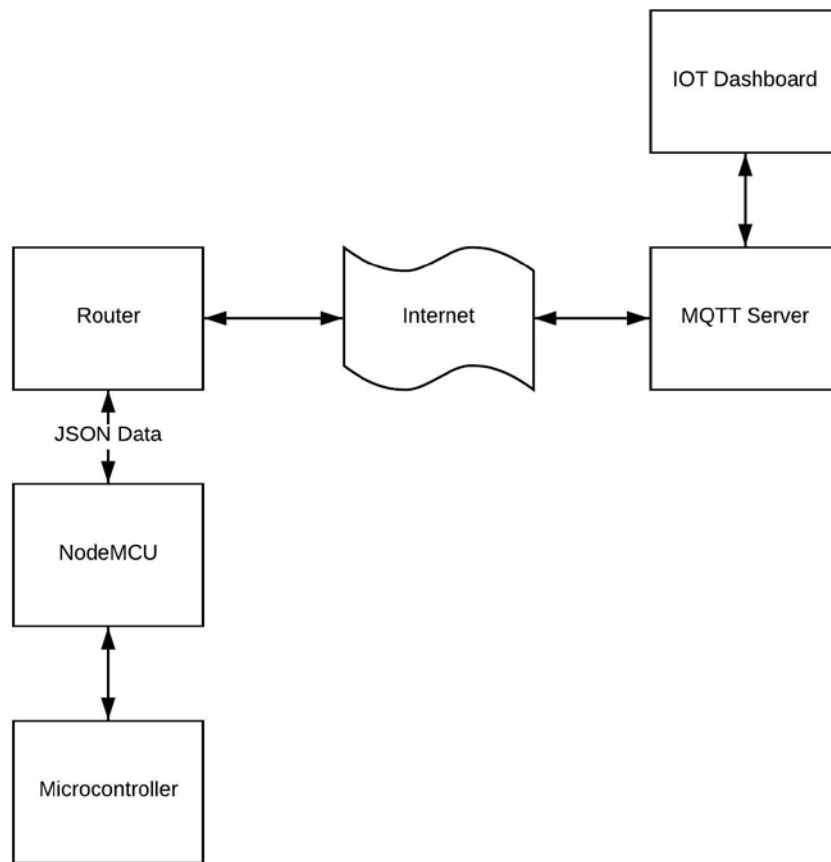 IOT Dashboard
Router
Internet
MQTT Server
JSON Data
NodeMCU
Microcontroller